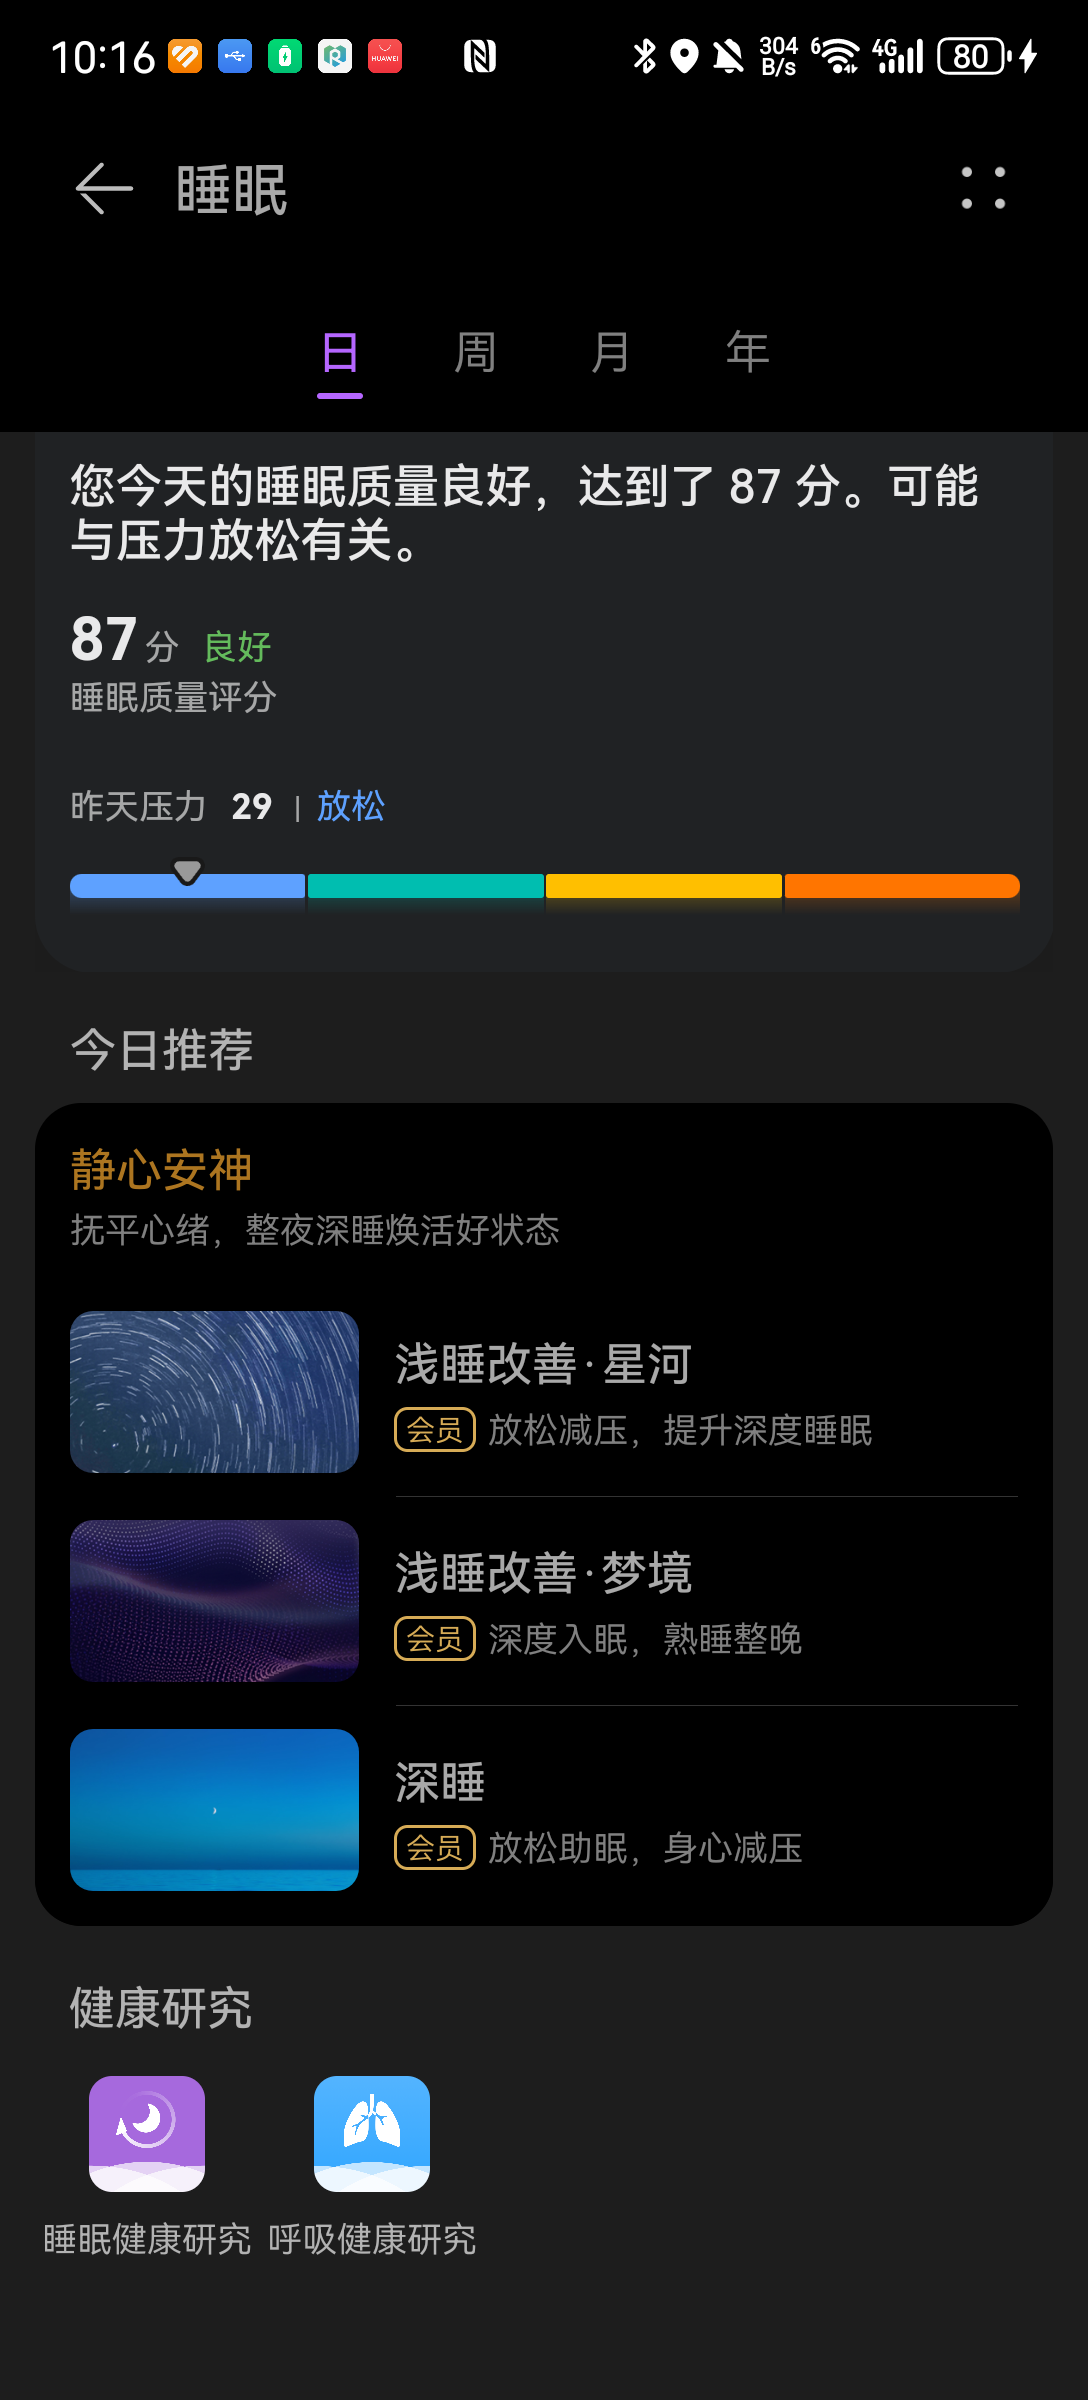 10:16
HUAWEI
304 B/s
6
4G
80
睡眠
日 周 月 年
您今天的睡眠质量良好，达到了 87 分。可能
与压力放松有关。
87 分 良好
睡眠质量评分
昨天压力 29 | 放松
今日推荐
静心安神
抚平心绪，整夜深睡焕活好状态
浅睡改善·星河
会员 放松减压，提升深度睡眠
浅睡改善·梦境
会员 深度入眠，熟睡整晚
深睡
会员 放松助眠，身心减压
健康研究
睡眠健康研究 呼吸健康研究